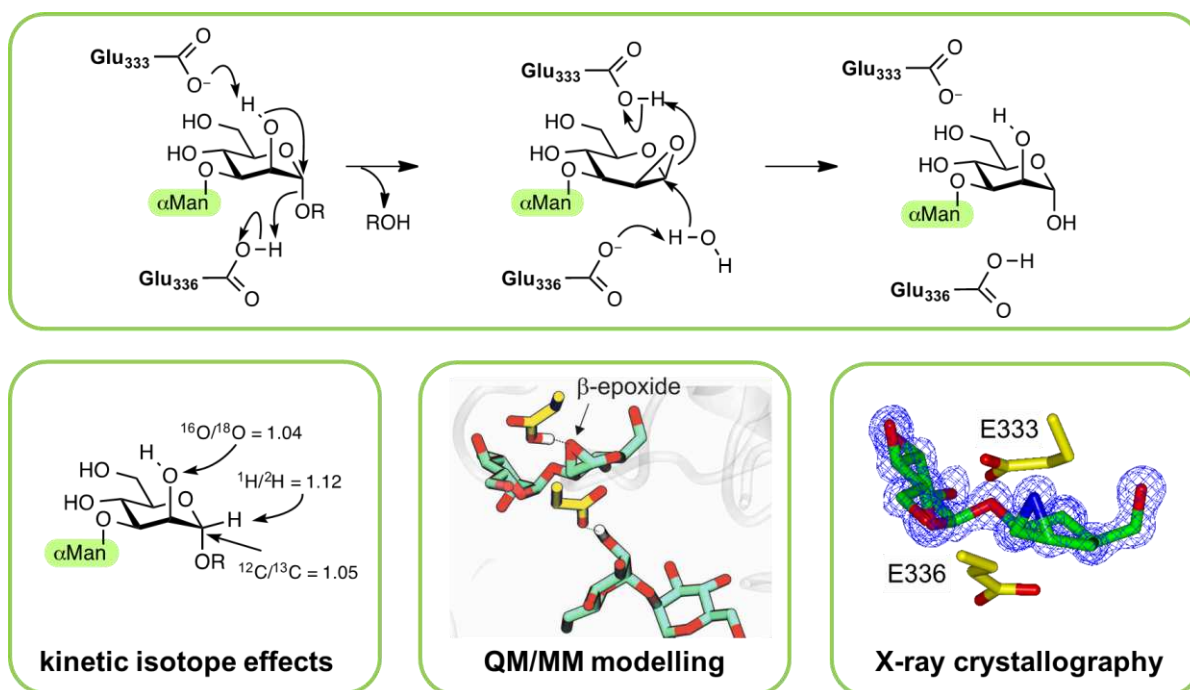 Glu333
O
O−
H
O
HO
O
HO
O
OR
αMan
O
H
Glu336
O
ROH
Glu333
O
O
H
HO
O
O
HO
O
αMan
O−
H
O
H
Glu336
O
Glu333
O
O−
H
HO
O
O
HO
O
OH
αMan
O
H
Glu336
O
16O/18O = 1.04
H
HO
O
O
HO
1H/2H = 1.12
O
H
αMan
OR
12C/13C = 1.05
kinetic isotope effects
β-epoxide
QM/MM modelling
E333
E336
X-ray crystallography